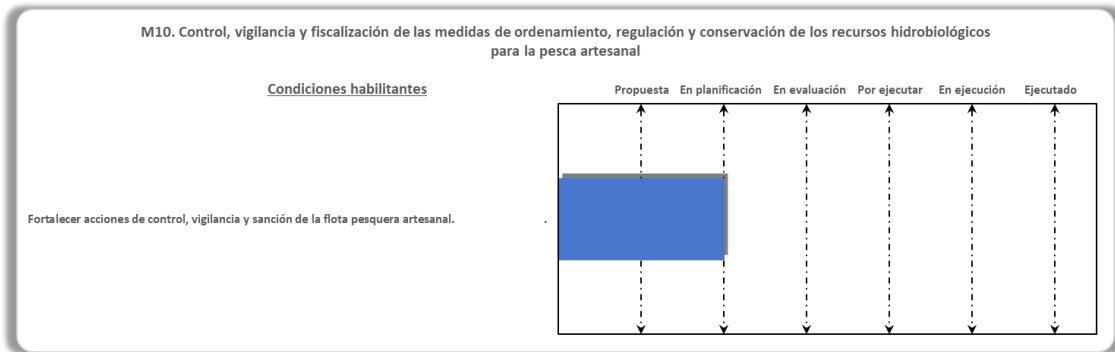 M10. Control, vigilancia y fiscalización de las medidas de ordenamiento, regulación y conservación de los recursos hidrobiológicos
para la pesca artesanal
Condiciones habilitantes
Propuesta En planificación En evaluación Por ejecutar En ejecución Ejecutado
Fortalecer acciones de control, vigilancia y sanción de la flota pesquera artesanal. .